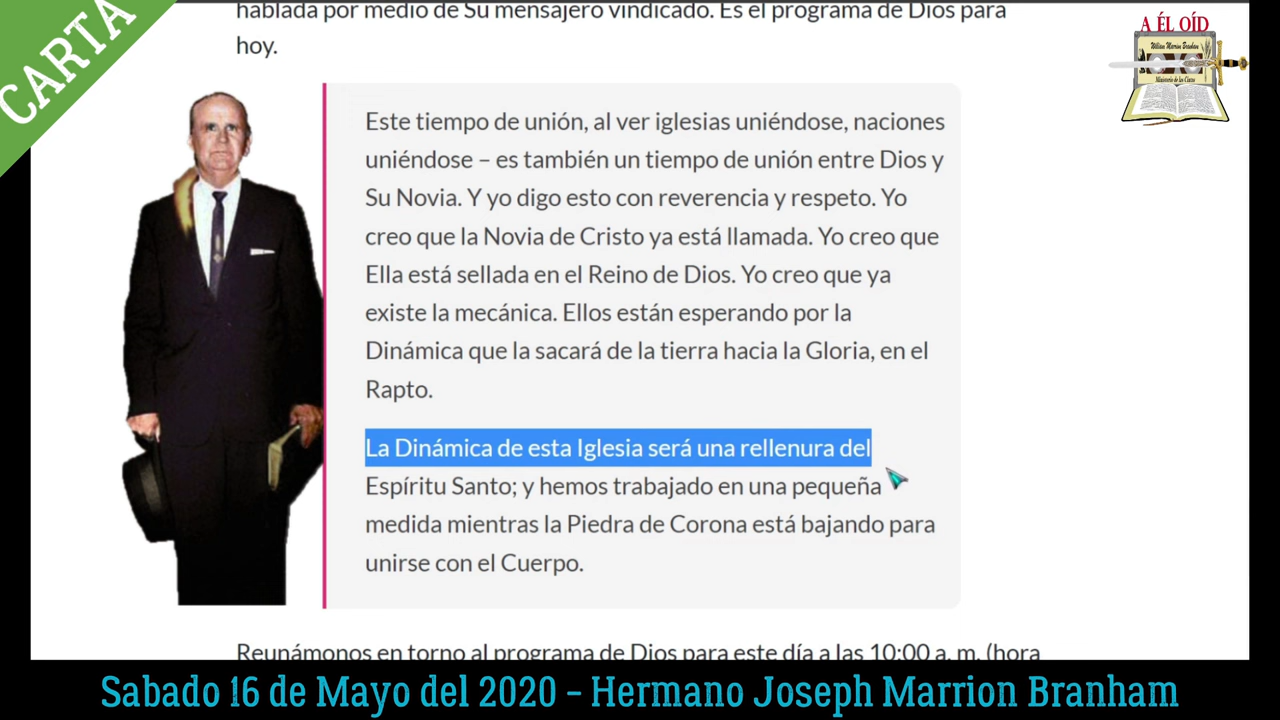 CARTA
hablada por medio de Su mensajero vindicado. Es el programa de Dios para
hoy.
A ÉL OÍD
William Marrion Branham
Ministerio de las Cintas
Este tiempo de unión, al ver iglesias uniéndose, naciones
uniéndose – es también un tiempo de unión entre Dios y
Su Novia. Y yo digo esto con reverencia y respeto. Yo
creo que la Novia de Cristo ya está llamada. Yo creo que
Ella está sellada en el Reino de Dios. Yo creo que ya
existe la mecánica. Ellos están esperando por la
Dinámica que la sacará de la tierra hacia la Gloria, en el
Rapto.
La Dinámica de esta Iglesia será una rellenura del
Espíritu Santo; y hemos trabajado en una pequeña
medida mientras la Piedra de Corona está bajando para
unirse con el Cuerpo.
Reunámonos en torno al programa de Dios para este día a las 10:00 a. m. (hora
Sabado 16 de Mayo del 2020 - Hermano Joseph Marrion Branham